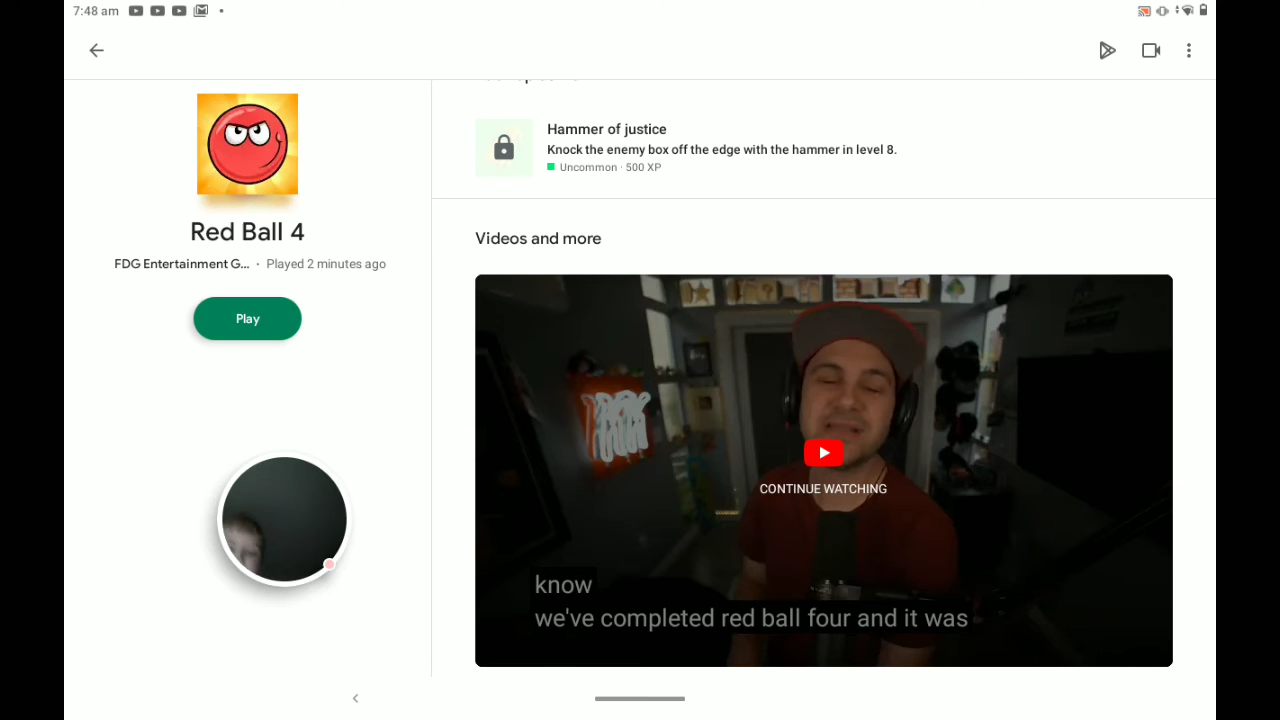 7:48 am
Hammer of justice
Knock the enemy box off the edge with the hammer in level 8.
Uncommon · 500 XP
Red Ball 4
FDG Entertainment G... · Played 2 minutes ago
Play
Videos and more
CONTINUE WATCHING
know
we've completed red ball four and it was